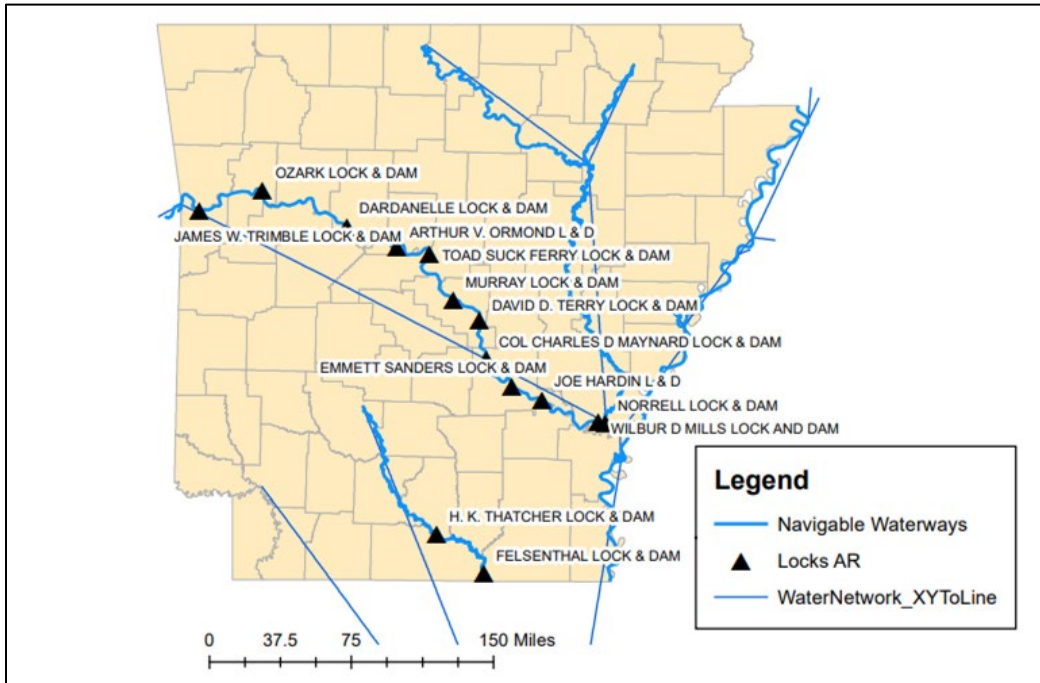 OZARK LOCK & DAM
DARDANELLE LOCK & DAM
JAMES W. TRIMBLE LOCK & DAM
ARTHUR V. ORMOND L & D
TOAD SUCK FERRY LOCK & DAM
MURRAY LOCK & DAM
DAVID D. TERRY LOCK & DAM
COL CHARLES D MAYNARD LOCK & DAM
EMMETT SANDERS LOCK & DAM
JOE HARDIN L & D
NORRELL LOCK & DAM
WILBUR D MILLS LOCK AND DAM
H. K. THATCHER LOCK & DAM
FELSENTHAL LOCK & DAM
0 37.5 75 150 Miles
Legend
Navigable Waterways
Locks AR
WaterNetwork_XYToLine